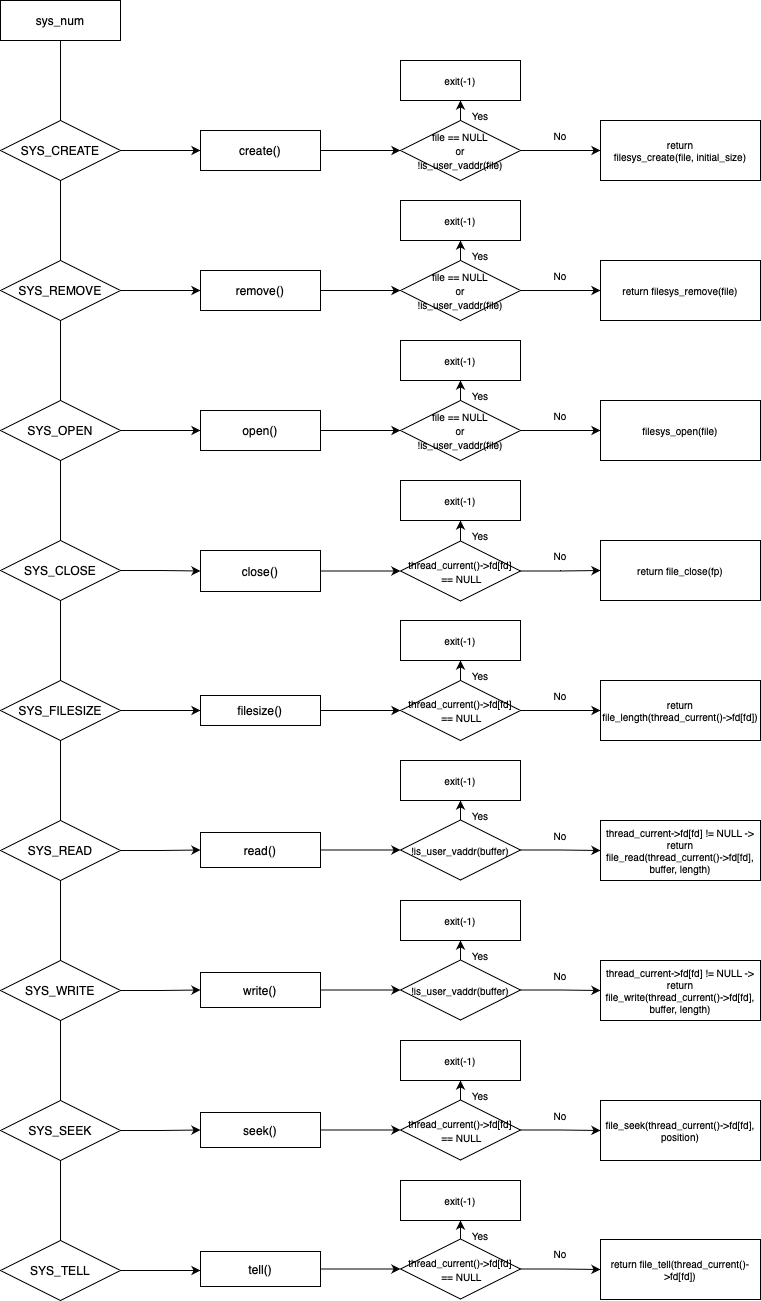 sys_num
exit(-1)
Yes
SYS_CREATE
create()
file == NULL
or
!is_user_vaddr(file)
No
return
filesys_create(file, initial_size)
exit(-1)
Yes
SYS_REMOVE
remove()
file == NULL
or
!is_user_vaddr(file)
No
return filesys_remove(file)
exit(-1)
Yes
SYS_OPEN
open()
file == NULL
or
!is_user_vaddr(file)
No
filesys_open(file)
exit(-1)
Yes
SYS_CLOSE
close()
thread_current()->fd[fd]
== NULL
No
return file_close(fp)
exit(-1)
Yes
SYS_FILESIZE
filesize()
thread_current()->fd[fd]
== NULL
No
return
file_length(thread_current()->fd[fd])
exit(-1)
Yes
SYS_READ
read()
!is_user_vaddr(buffer)
No
thread_current->fd[fd] != NULL ->
return
file_read(thread_current()->fd[fd],
buffer, length)
exit(-1)
Yes
SYS_WRITE
write()
!is_user_vaddr(buffer)
No
thread_current->fd[fd] != NULL ->
return
file_write(thread_current()->fd[fd],
buffer, length)
exit(-1)
Yes
SYS_SEEK
seek()
thread_current()->fd[fd]
== NULL
No
file_seek(thread_current()->fd[fd],
position)
exit(-1)
Yes
SYS_TELL
tell()
thread_current()->fd[fd]
== NULL
No
return file_tell(thread_current()-
>fd[fd])